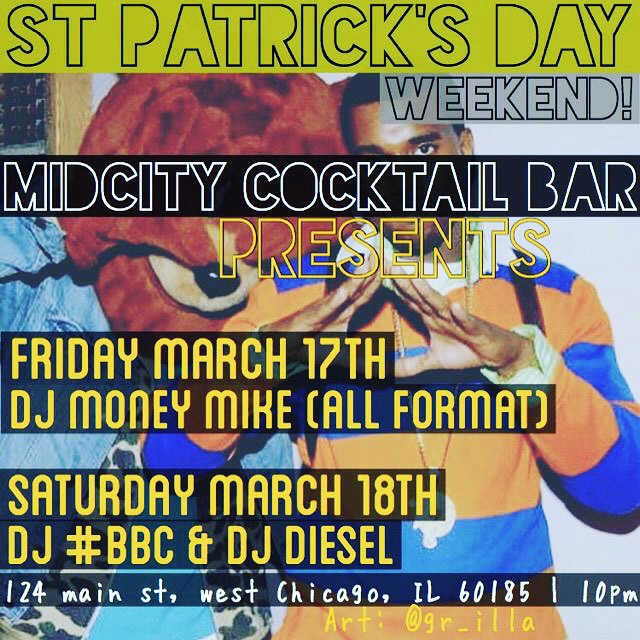 ST PATRICK'S DAY
WEEKEND!
MIDCITY COCKTAIL BAR
PRESENTS
FRIDAY MARCH 17TH
DJ MONEY MIKE (ALL FORMAT)
SATURDAY MARCH 18TH
DJ #BBC & DJ DIESEL
124 main st, west Chicago, IL 60185 | 10pm
Art: @gr_illa